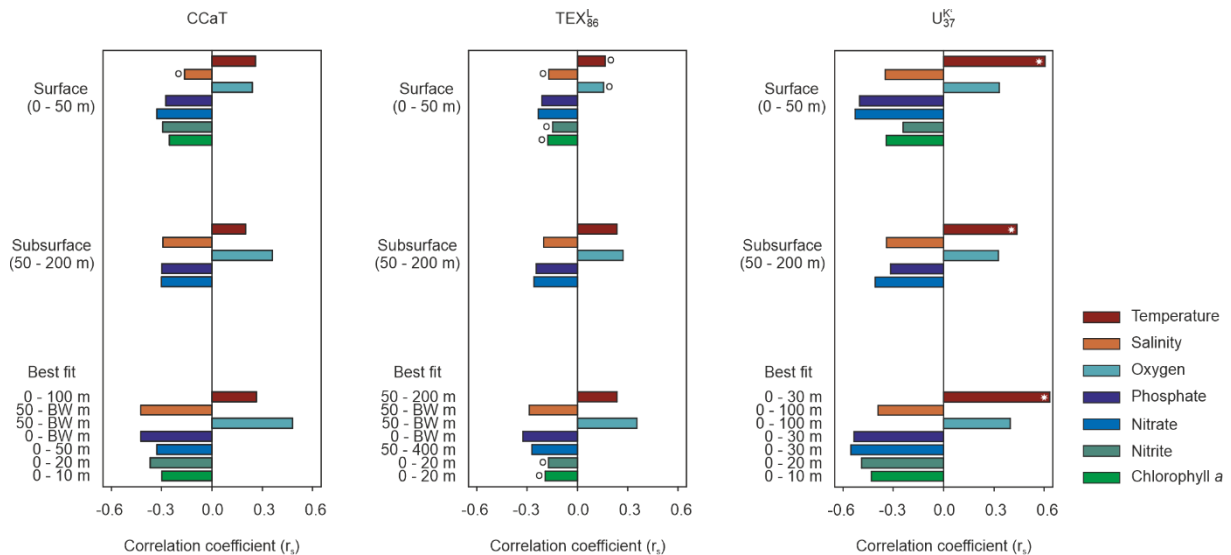 CCaT
TEX86^L
U37^K'
Surface
(0 - 50 m)
Subsurface
(50 - 200 m)
Best fit
0 - 100 m
50 - BW m
50 - BW m
0 - BW m
0 - 50 m
0 - 20 m
0 - 10 m
-0.6 -0.3 0.0 0.3 0.6
Correlation coefficient (rs)
Surface
(0 - 50 m)
Subsurface
(50 - 200 m)
Best fit
50 - 200 m
50 - BW m
50 - BW m
0 - BW m
50 - 400 m
0 - 20 m
0 - 20 m
-0.6 -0.3 0.0 0.3 0.6
Correlation coefficient (rs)
Surface
(0 - 50 m)
Subsurface
(50 - 200 m)
Best fit
0 - 30 m
0 - 100 m
0 - 100 m
0 - 30 m
0 - 30 m
0 - 20 m
0 - 10 m
-0.6 -0.3 0.0 0.3 0.6
Correlation coefficient (rs)
Temperature
Salinity
Oxygen
Phosphate
Nitrate
Nitrite
Chlorophyll a